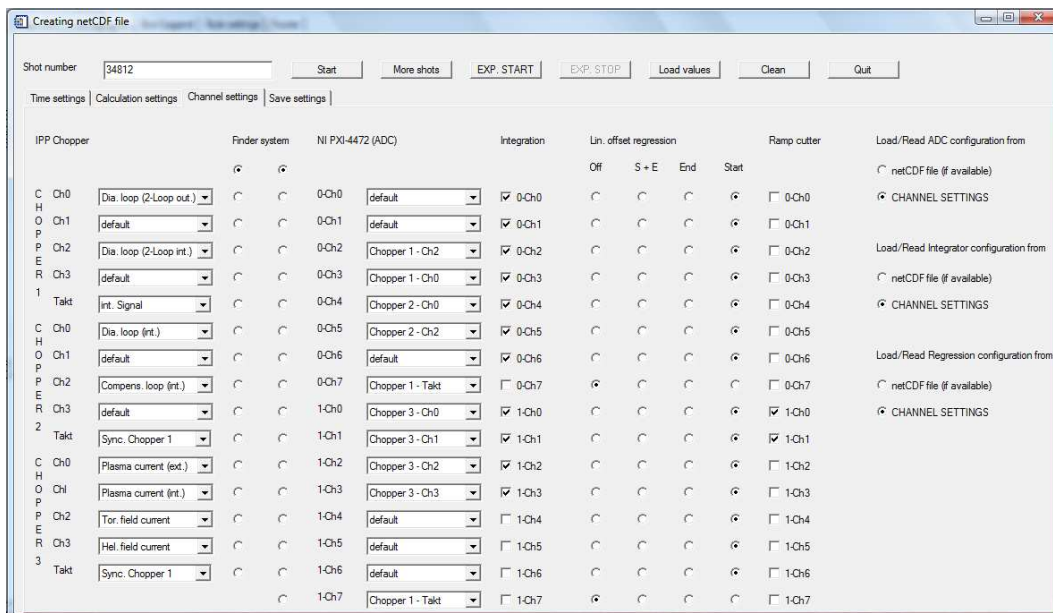 Creating netCDF file
Shot number 34812 Start More shots EXP. START EXP. STOP Load values Clean Quit
Time settings Calculation settings Channel settings Save settings
IPP Chopper Finder system NI PXI-4472 (ADC) Integration Lin. offset regression Ramp cutter Load/Read ADC configuration from
Off S + E End Start netCDF file (if available)
CHOPPER 1
Ch0 Dia. loop (2-Loop out.) 0-Ch0 default 0-Ch0 0-Ch0 CHANNEL SETTINGS
Ch1 default 0-Ch1 default 0-Ch1 0-Ch1
Ch2 Dia. loop (2-Loop int.) 0-Ch2 Chopper 1 - Ch2 0-Ch2 0-Ch2 Load/Read Integrator configuration from
Ch3 default 0-Ch3 Chopper 1 - Ch0 0-Ch3 0-Ch3 netCDF file (if available)
Takt int. Signal 0-Ch4 Chopper 2 - Ch0 0-Ch4 0-Ch4 CHANNEL SETTINGS
CHOPPER 2
Ch0 Dia. loop (int.) 0-Ch5 Chopper 2 - Ch2 0-Ch5 0-Ch5
Ch1 default 0-Ch6 default 0-Ch6 0-Ch6 Load/Read Regression configuration from
Ch2 Compens. loop (int.) 0-Ch7 Chopper 1 - Takt 0-Ch7 0-Ch7 netCDF file (if available)
Ch3 default 1-Ch0 Chopper 3 - Ch0 1-Ch0 1-Ch0 CHANNEL SETTINGS
Takt Sync. Chopper 1 1-Ch1 Chopper 3 - Ch1 1-Ch1 1-Ch1
CHOPPER 3
Ch0 Plasma current (ext.) 1-Ch2 Chopper 3 - Ch2 1-Ch2 1-Ch2
Chl Plasma current (int.) 1-Ch3 Chopper 3 - Ch3 1-Ch3 1-Ch3
Ch2 Tor. field current 1-Ch4 default 1-Ch4 1-Ch4
Ch3 Hel. field current 1-Ch5 default 1-Ch5 1-Ch5
Takt Sync. Chopper 1 1-Ch6 default 1-Ch6 1-Ch6
1-Ch7 Chopper 1 - Takt 1-Ch7 1-Ch7